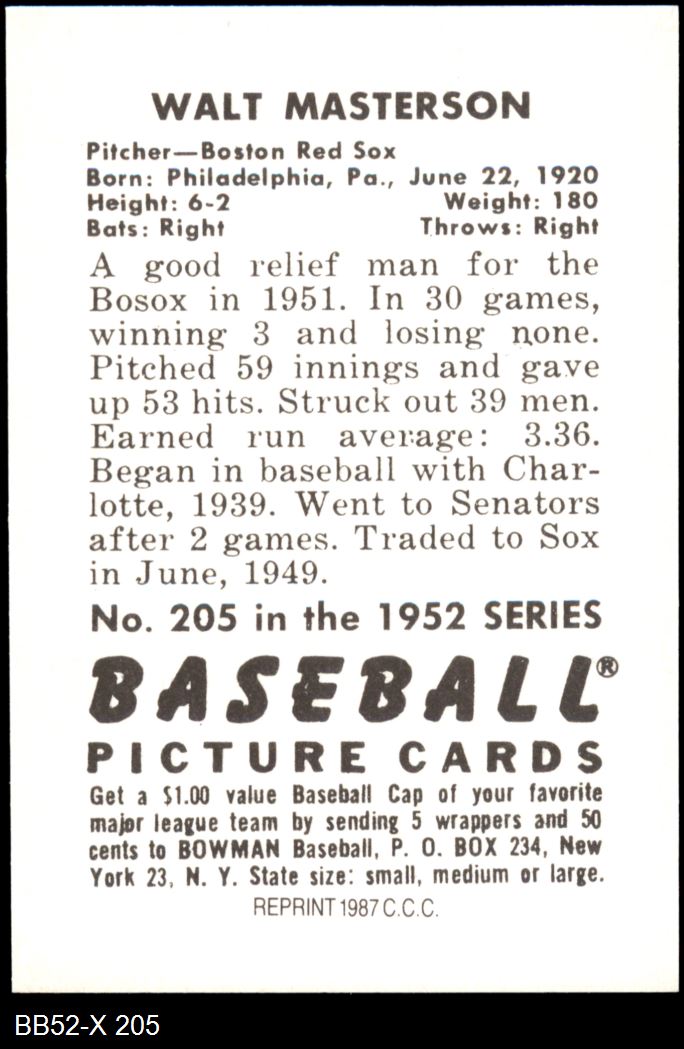 WALT MASTERSON
Pitcher—Boston Red Sox
Born: Philadelphia, Pa., June 22, 1920
Height: 6-2 Weight: 180
Bats: Right Throws: Right
A good relief man for the
Bosox in 1951. In 30 games,
winning 3 and losing none.
Pitched 59 innings and gave
up 53 hits. Struck out 39 men.
Earned run average: 3.36.
Began in baseball with Char-
lotte, 1939. Went to Senators
after 2 games. Traded to Sox
in June, 1949.
No. 205 in the 1952 SERIES
BASEBALL®
PICTURE CARDS
Get a $1.00 value Baseball Cap of your favorite
major league team by sending 5 wrappers and 50
cents to BOWMAN Baseball, P. O. BOX 234, New
York 23, N. Y. State size: small, medium or large.
REPRINT 1987 C.C.C.
BB52-X 205